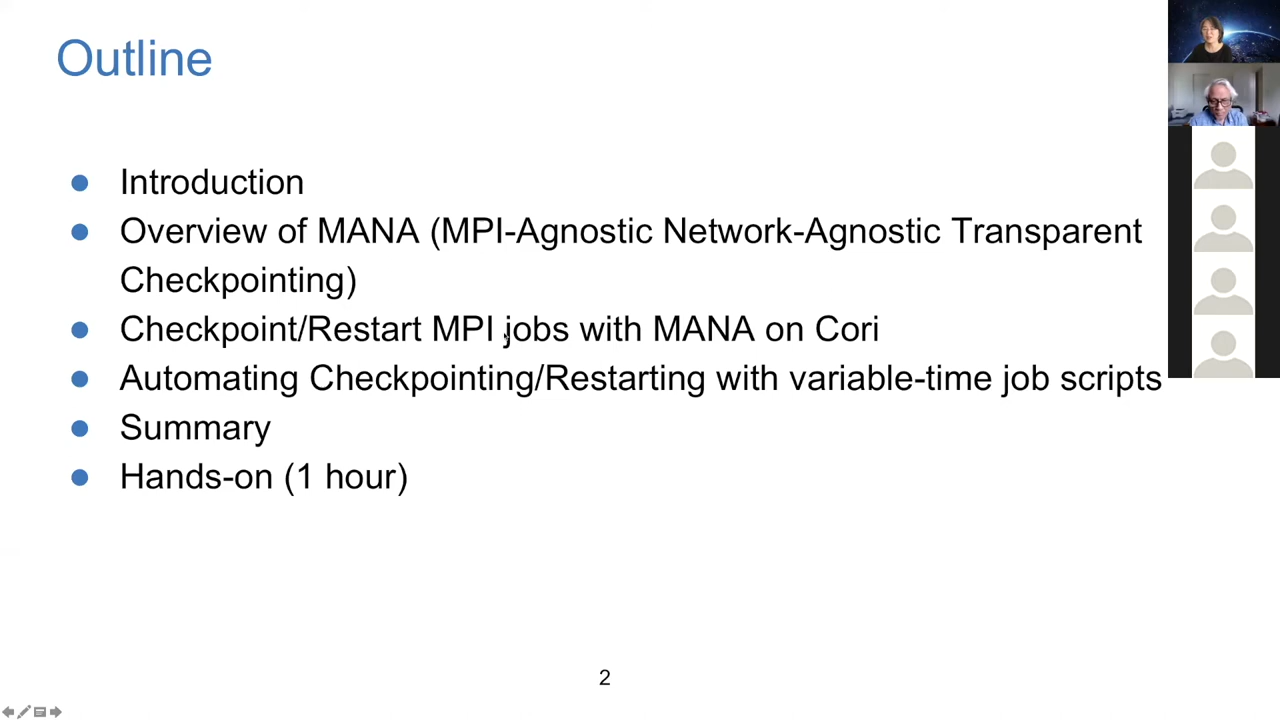 Outline
● Introduction
● Overview of MANA (MPI-Agnostic Network-Agnostic Transparent
Checkpointing)
● Checkpoint/Restart MPI jobs with MANA on Cori
● Automating Checkpointing/Restarting with variable-time job scripts
● Summary
● Hands-on (1 hour)
2